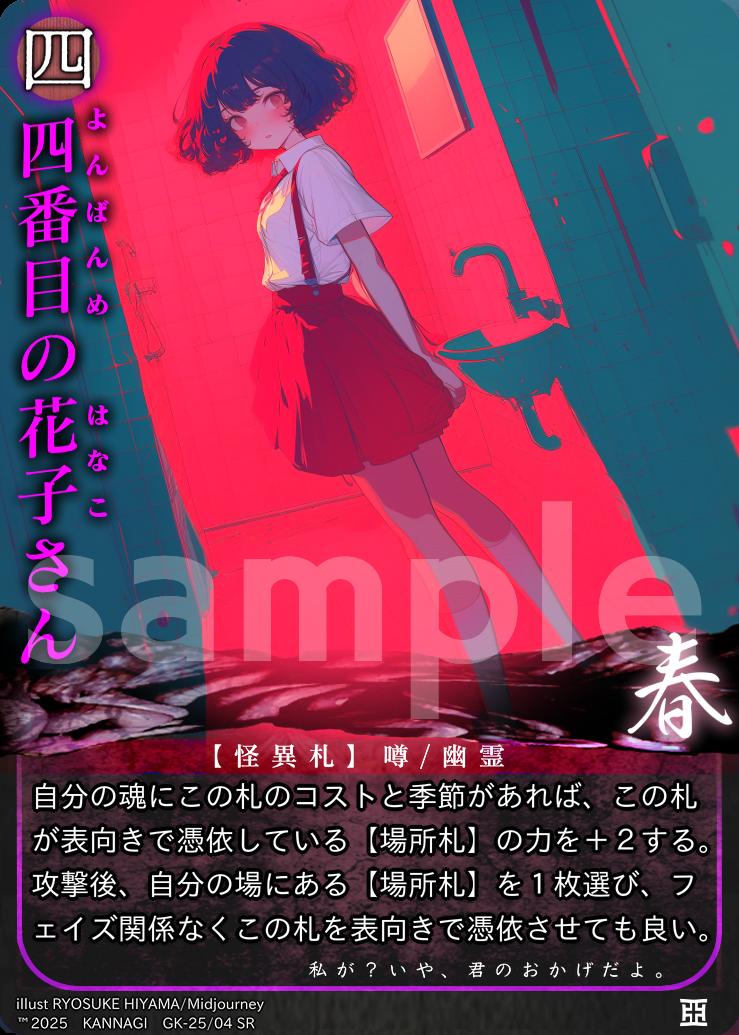 四
四番目の花子さん
よんばんめ はなこ
sample
春
【怪異札】 噂/幽霊
自分の魂にこの札のコストと季節があれば、この札
が表向きで憑依している【場所札】の力を＋２する。
攻撃後、自分の場にある【場所札】を１枚選び、フ
ェイズ関係なくこの札を表向きで憑依させても良い。
私が？いや、君のおかげだよ。
illust RYOSUKE HIYAMA/Midjourney
™2025 KANNAGI GK-25/04 SR